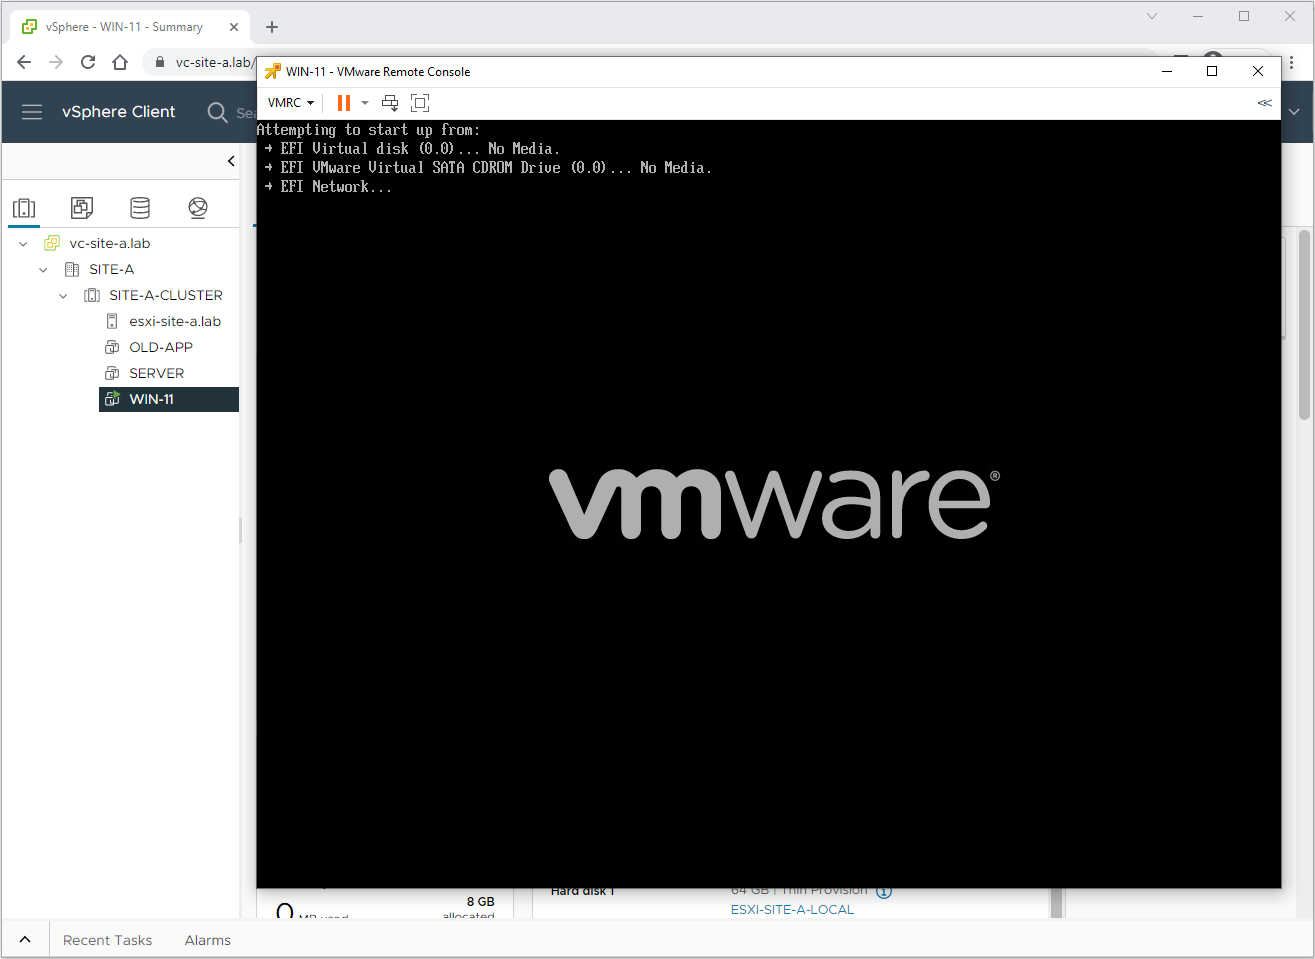 vSphere - WIN-11 - Summary
vc-site-a.lab/
WIN-11 - VMware Remote Console
vSphere Client
VMRC
Attempting to start up from:
→ EFI Virtual disk (0.0)... No Media.
→ EFI VMware Virtual SATA CDROM Drive (0.0)... No Media.
→ EFI Network...
vc-site-a.lab
SITE-A
SITE-A-CLUSTER
esxi-site-a.lab
OLD-APP
SERVER
WIN-11
vmware®
Hard disk 1
64 GB | Thin Provision
8 GB
0 MB used
allocated
ESXI-SITE-A-LOCAL
Recent Tasks
Alarms